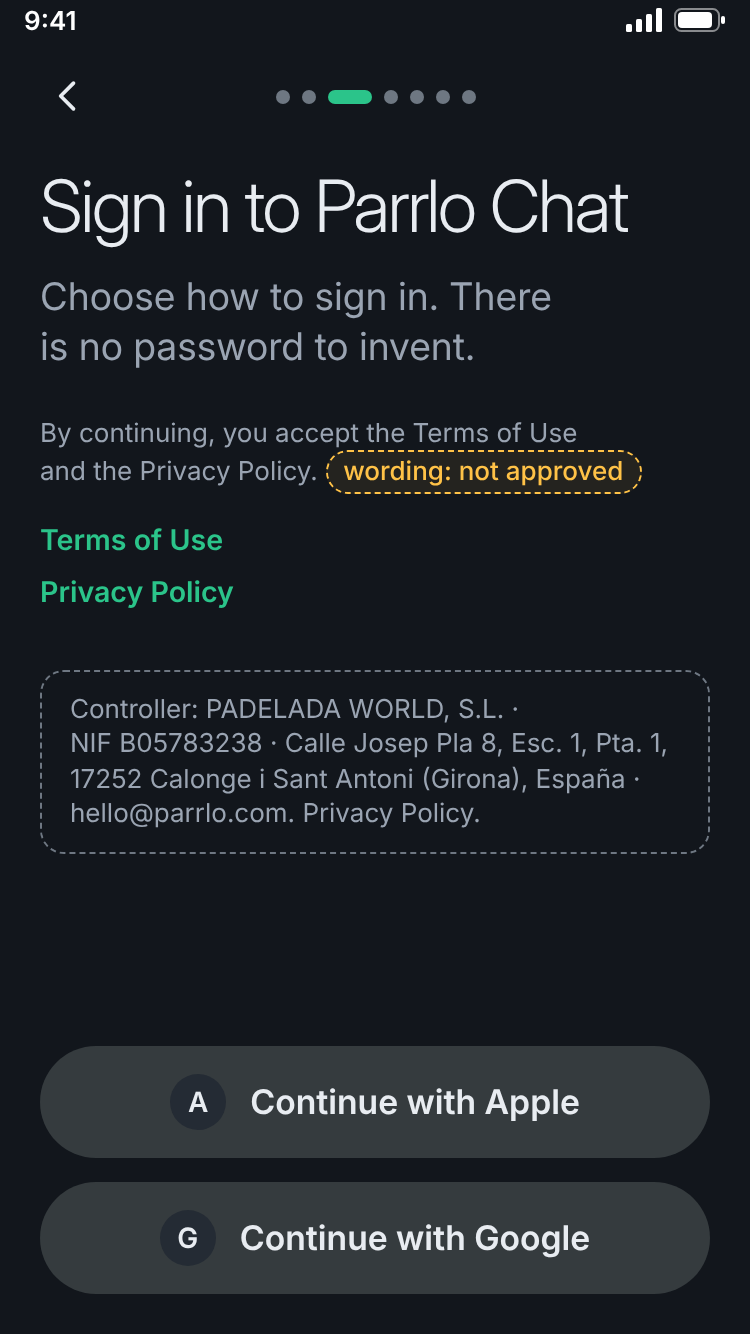 9:41
Sign in to Parrlo Chat
Choose how to sign in. There
is no password to invent.
By continuing, you accept the Terms of Use
and the Privacy Policy. wording: not approved
Terms of Use
Privacy Policy
Controller: PADELADA WORLD, S.L. ·
NIF B05783238 · Calle Josep Pla 8, Esc. 1, Pta. 1,
17252 Calonge i Sant Antoni (Girona), España ·
hello@parrlo.com. Privacy Policy.
A Continue with Apple
G Continue with Google